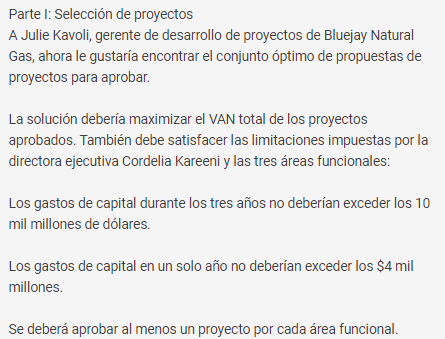 Parte I: Selección de proyectos
A Julie Kavoli, gerente de desarrollo de proyectos de Bluejay Natural
Gas, ahora le gustaría encontrar el conjunto óptimo de propuestas de
proyectos para aprobar.
La solución debería maximizar el VAN total de los proyectos
aprobados. También debe satisfacer las limitaciones impuestas por la
directora ejecutiva Cordelia Kareeni y las tres áreas funcionales:
Los gastos de capital durante los tres años no deberían exceder los 10
mil millones de dólares.
Los gastos de capital en un solo año no deberían exceder los $4 mil
millones.
Se deberá aprobar al menos un proyecto por cada área funcional.